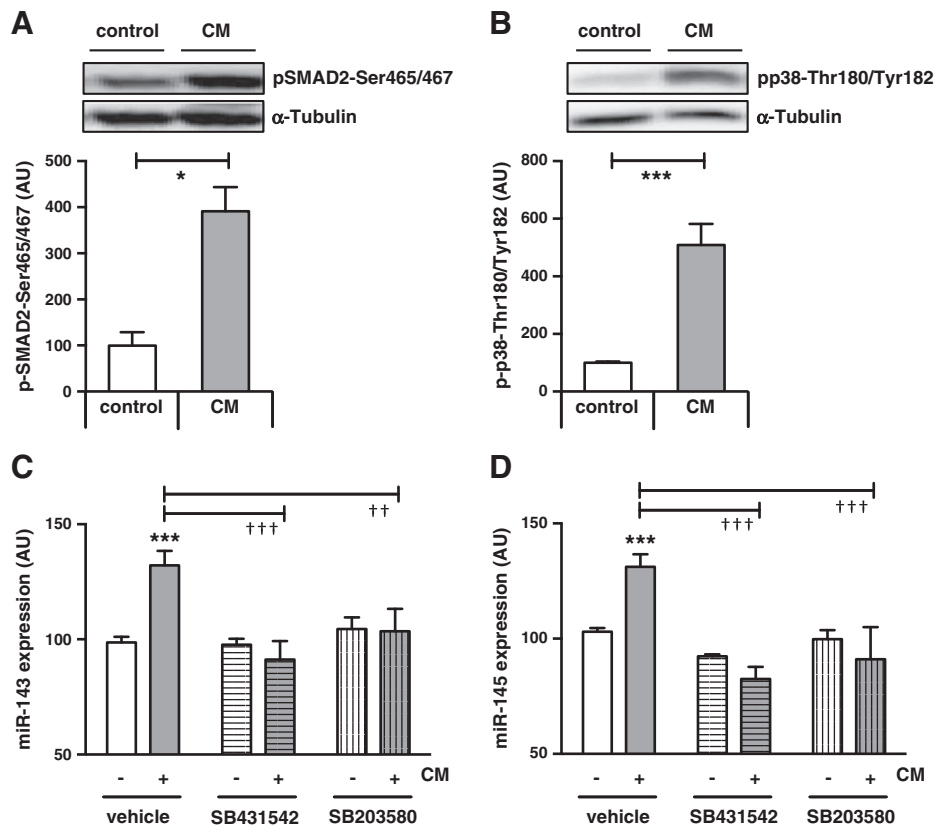 A
control CM
pSMAD2-Ser465/467
α-Tubulin
p-SMAD2-Ser465/467 (AU)
500
400
300
200
100
0
*
control CM
B
control CM
pp38-Thr180/Tyr182
α-Tubulin
p-p38-Thr180/Tyr182 (AU)
800
600
400
200
0
***
control CM
C
miR-143 expression (AU)
150
100
50
††
†††
***
- + - + - + CM
vehicle SB431542 SB203580
D
miR-145 expression (AU)
150
100
50
†††
†††
***
- + - + - + CM
vehicle SB431542 SB203580